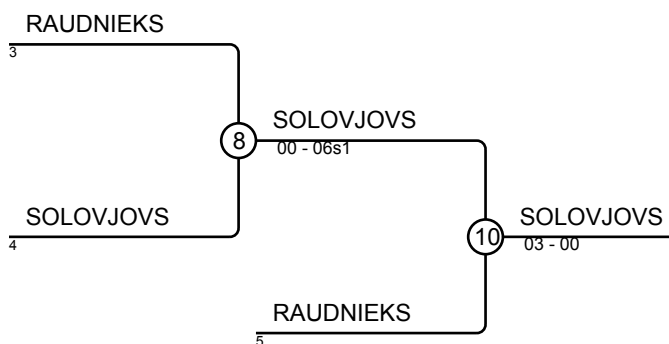 RAUDNIEKS
3
8
SOLOVJOVS
00 - 06s1
SOLOVJOVS
4
10
SOLOVJOVS
03 - 00
RAUDNIEKS
5